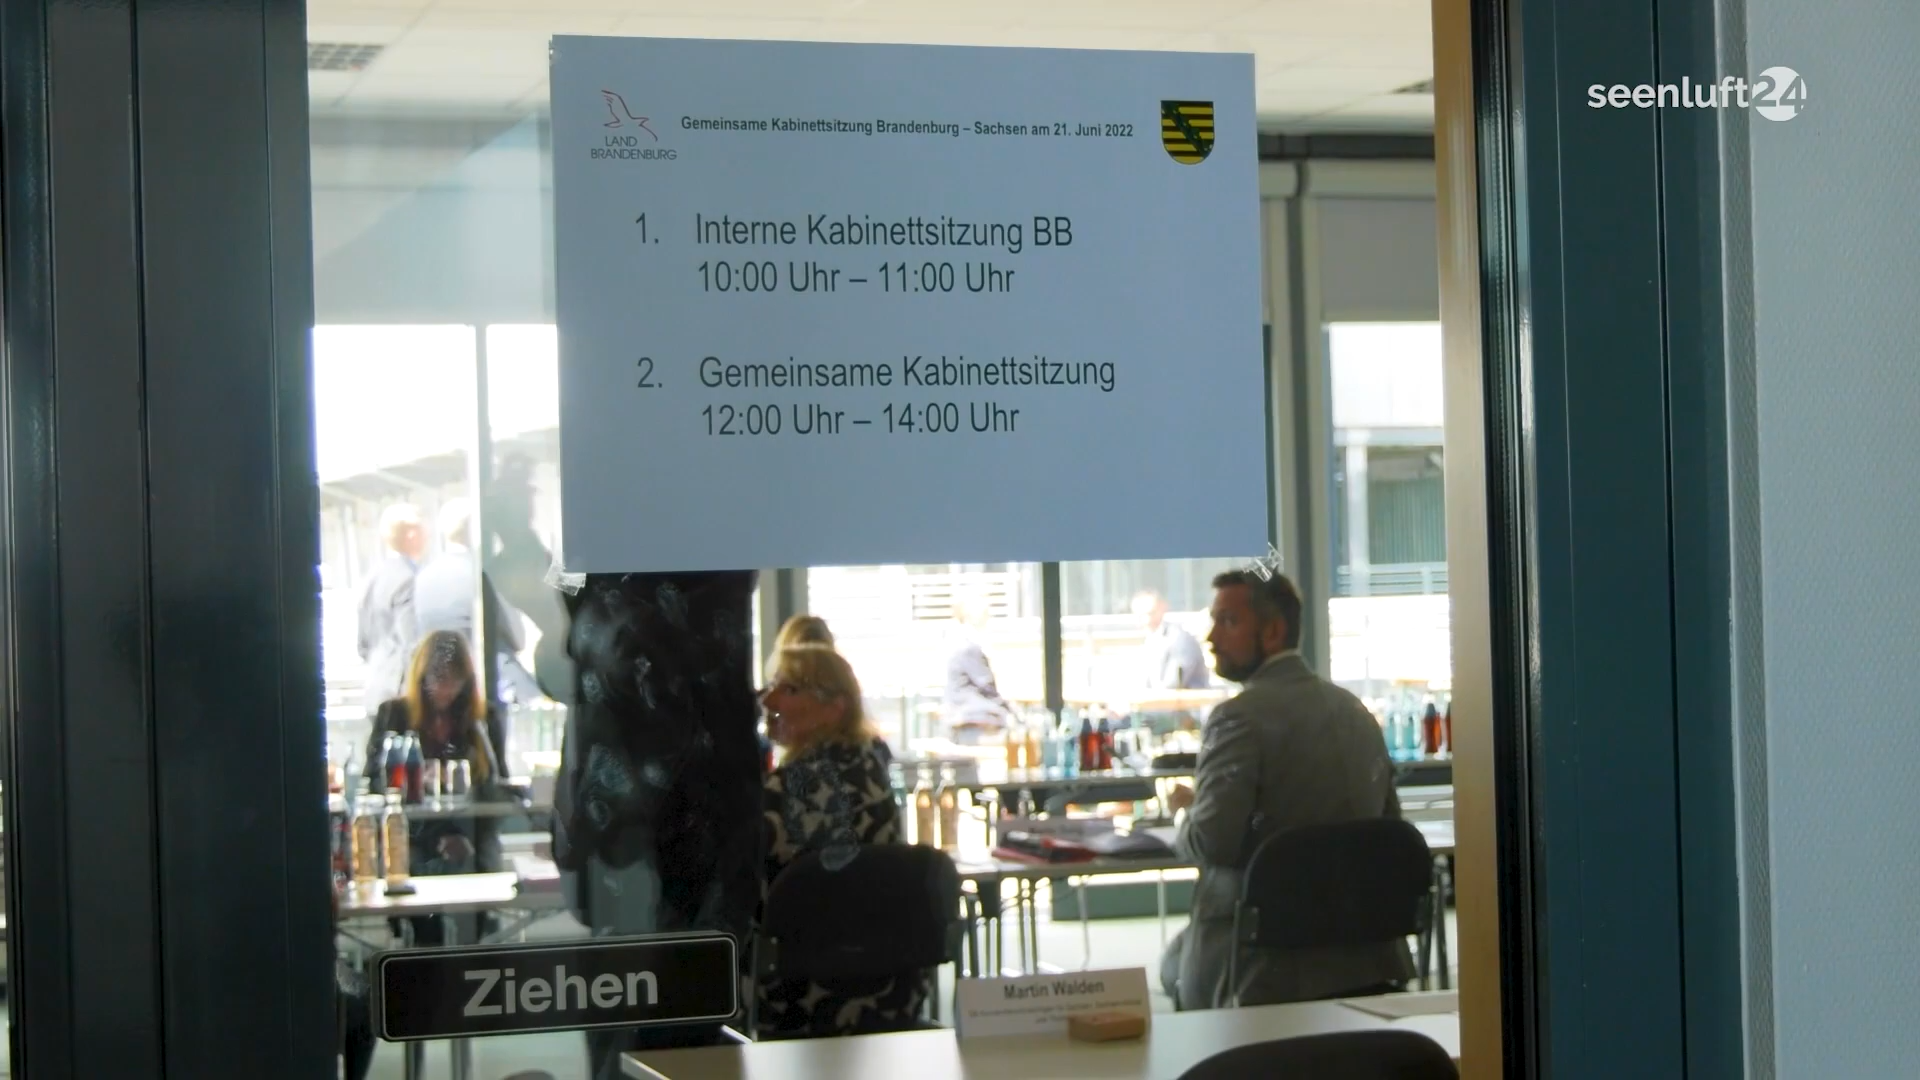 seenluft24
LAND
BRANDENBURG
Gemeinsame Kabinettsitzung Brandenburg – Sachsen am 21. Juni 2022
1. Interne Kabinettsitzung BB
10:00 Uhr – 11:00 Uhr
2. Gemeinsame Kabinettsitzung
12:00 Uhr – 14:00 Uhr
Ziehen
Martin Walden